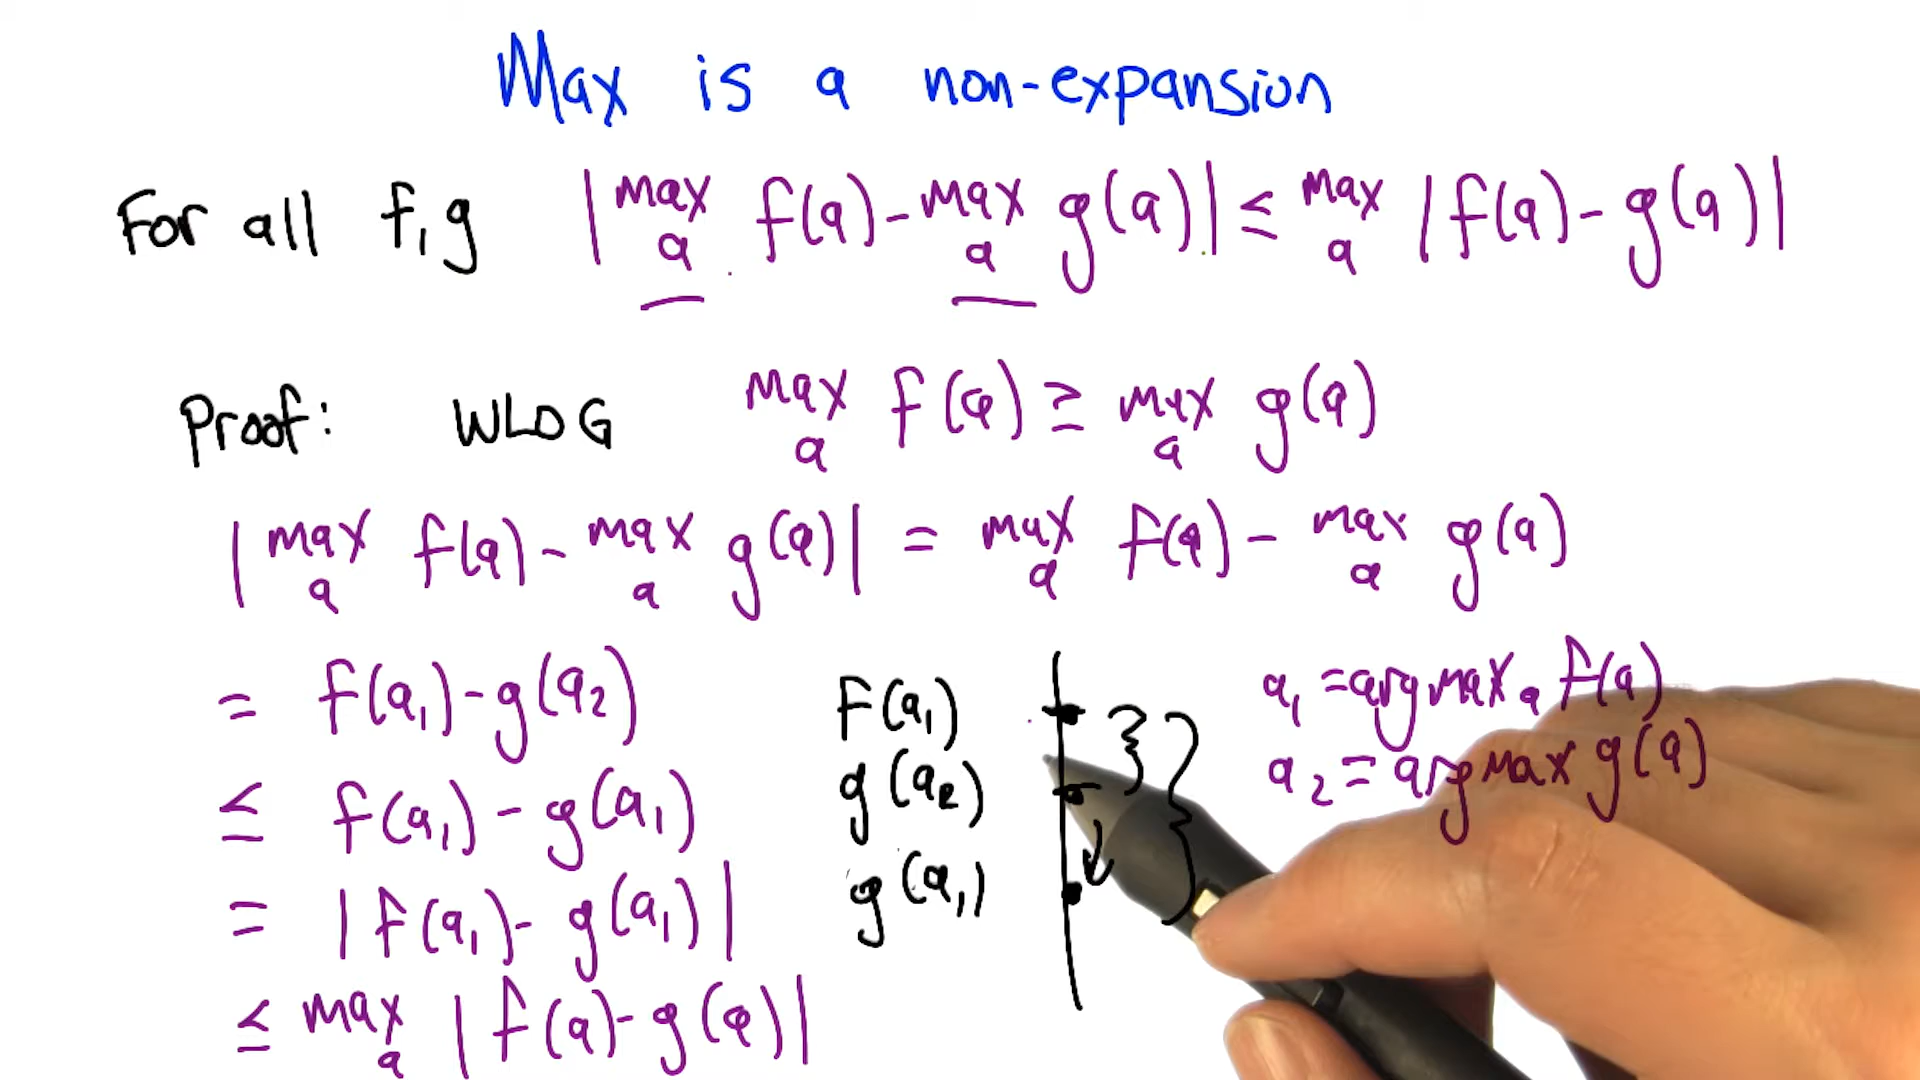 Max is a non-expansion
For all f, g |max_a f(a) - max_a g(a)| ≤ max_a |f(a) - g(a)|
Proof: WLOG max_a f(a) ≥ max_a g(a)
|max_a f(a) - max_a g(a)| = max_a f(a) - max_a g(a)
= f(a₁) - g(a₂)
≤ f(a₁) - g(a₁)
= |f(a₁) - g(a₁)|
≤ max_a |f(a) - g(a)|
f(a₁)
g(a₂)
g(a₁)
a₁ = argmax_a f(a)
a₂ = argmax g(a)